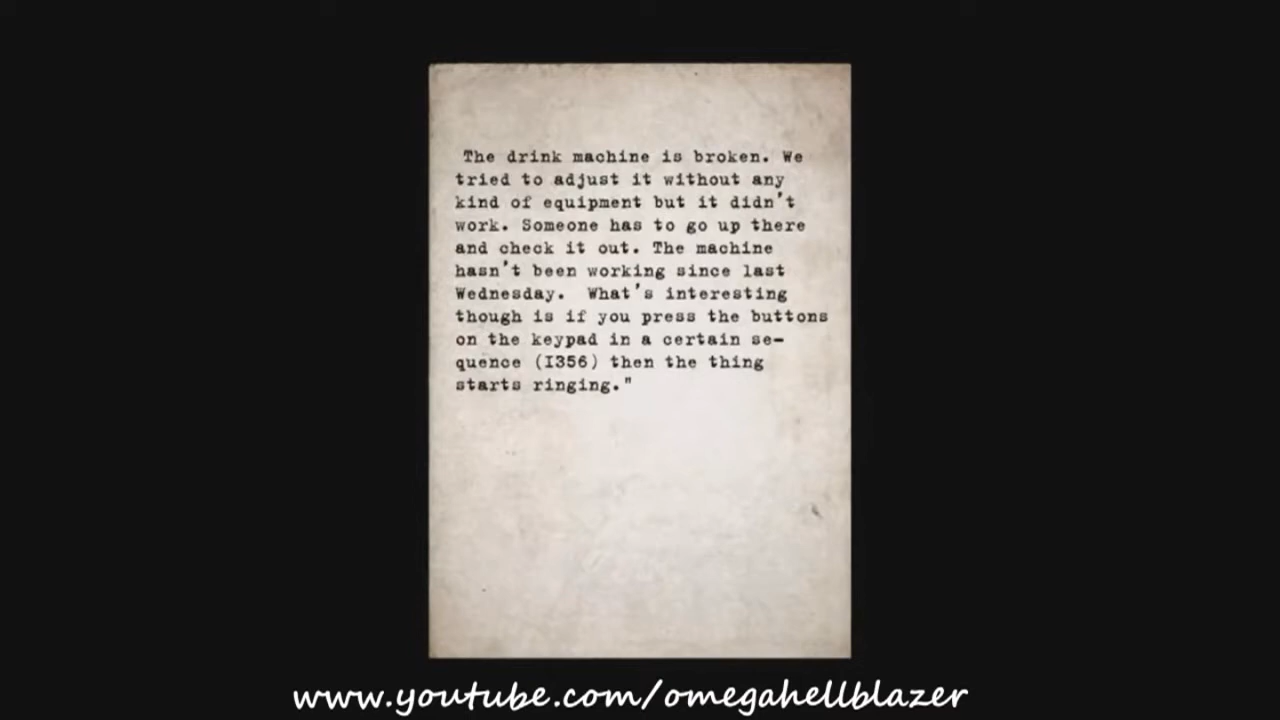 The drink machine is broken. We
tried to adjust it without any
kind of equipment but it didn't
work. Someone has to go up there
and check it out. The machine
hasn't been working since last
Wednesday.  What's interesting
though is if you press the buttons
on the keypad in a certain se-
quence (I356) then the thing
starts ringing."
www.youtube.com/omegahellblazer